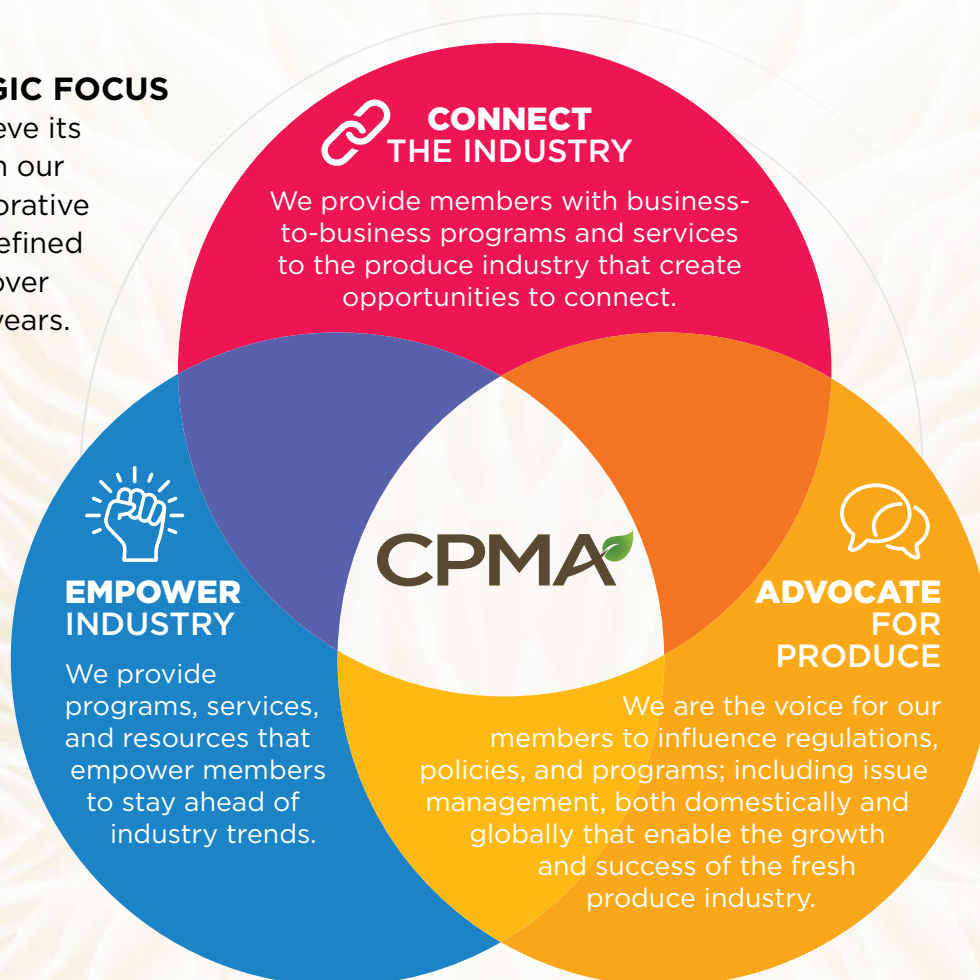 GIC FOCUS
eve its
n our
orative
efined
over
years.
CONNECT
THE INDUSTRY
We provide members with business-
to-business programs and services
to the produce industry that create
opportunities to connect.
CPMA
EMPOWER
INDUSTRY
We provide
programs, services,
and resources that
empower members
to stay ahead of
industry trends.
ADVOCATE
FOR
PRODUCE
We are the voice for our
members to influence regulations,
policies, and programs; including issue
management, both domestically and
globally that enable the growth
and success of the fresh
produce industry.